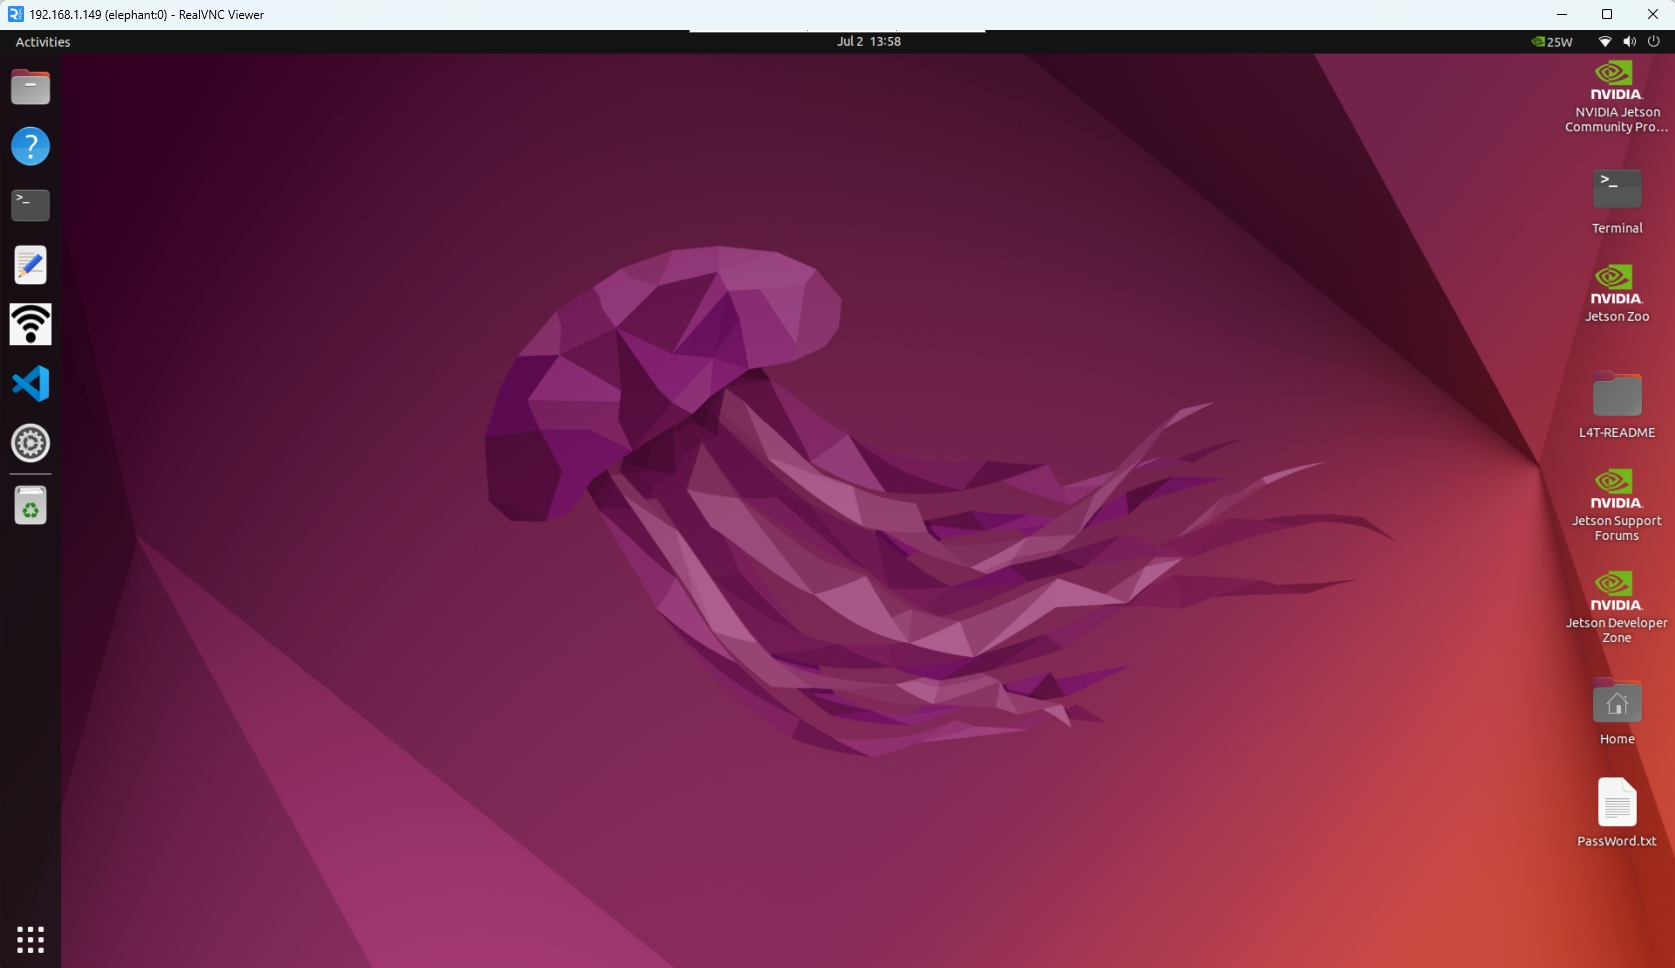 192.168.1.149 (elephant:0) - RealVNC Viewer
Activities
Jul 2 13:58
25W
NVIDIA.
NVIDIA Jetson
Community Pro...
>_
Terminal
NVIDIA.
Jetson Zoo
L4T-README
NVIDIA.
Jetson Support
Forums
NVIDIA.
Jetson Developer
Zone
Home
PassWord.txt
?
>_